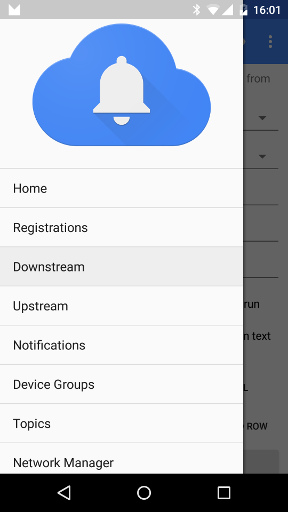 16:01
from
Home
Registrations
Downstream
run
Upstream
n text
Notifications
Device Groups
L
Topics
ROW
Network Manager